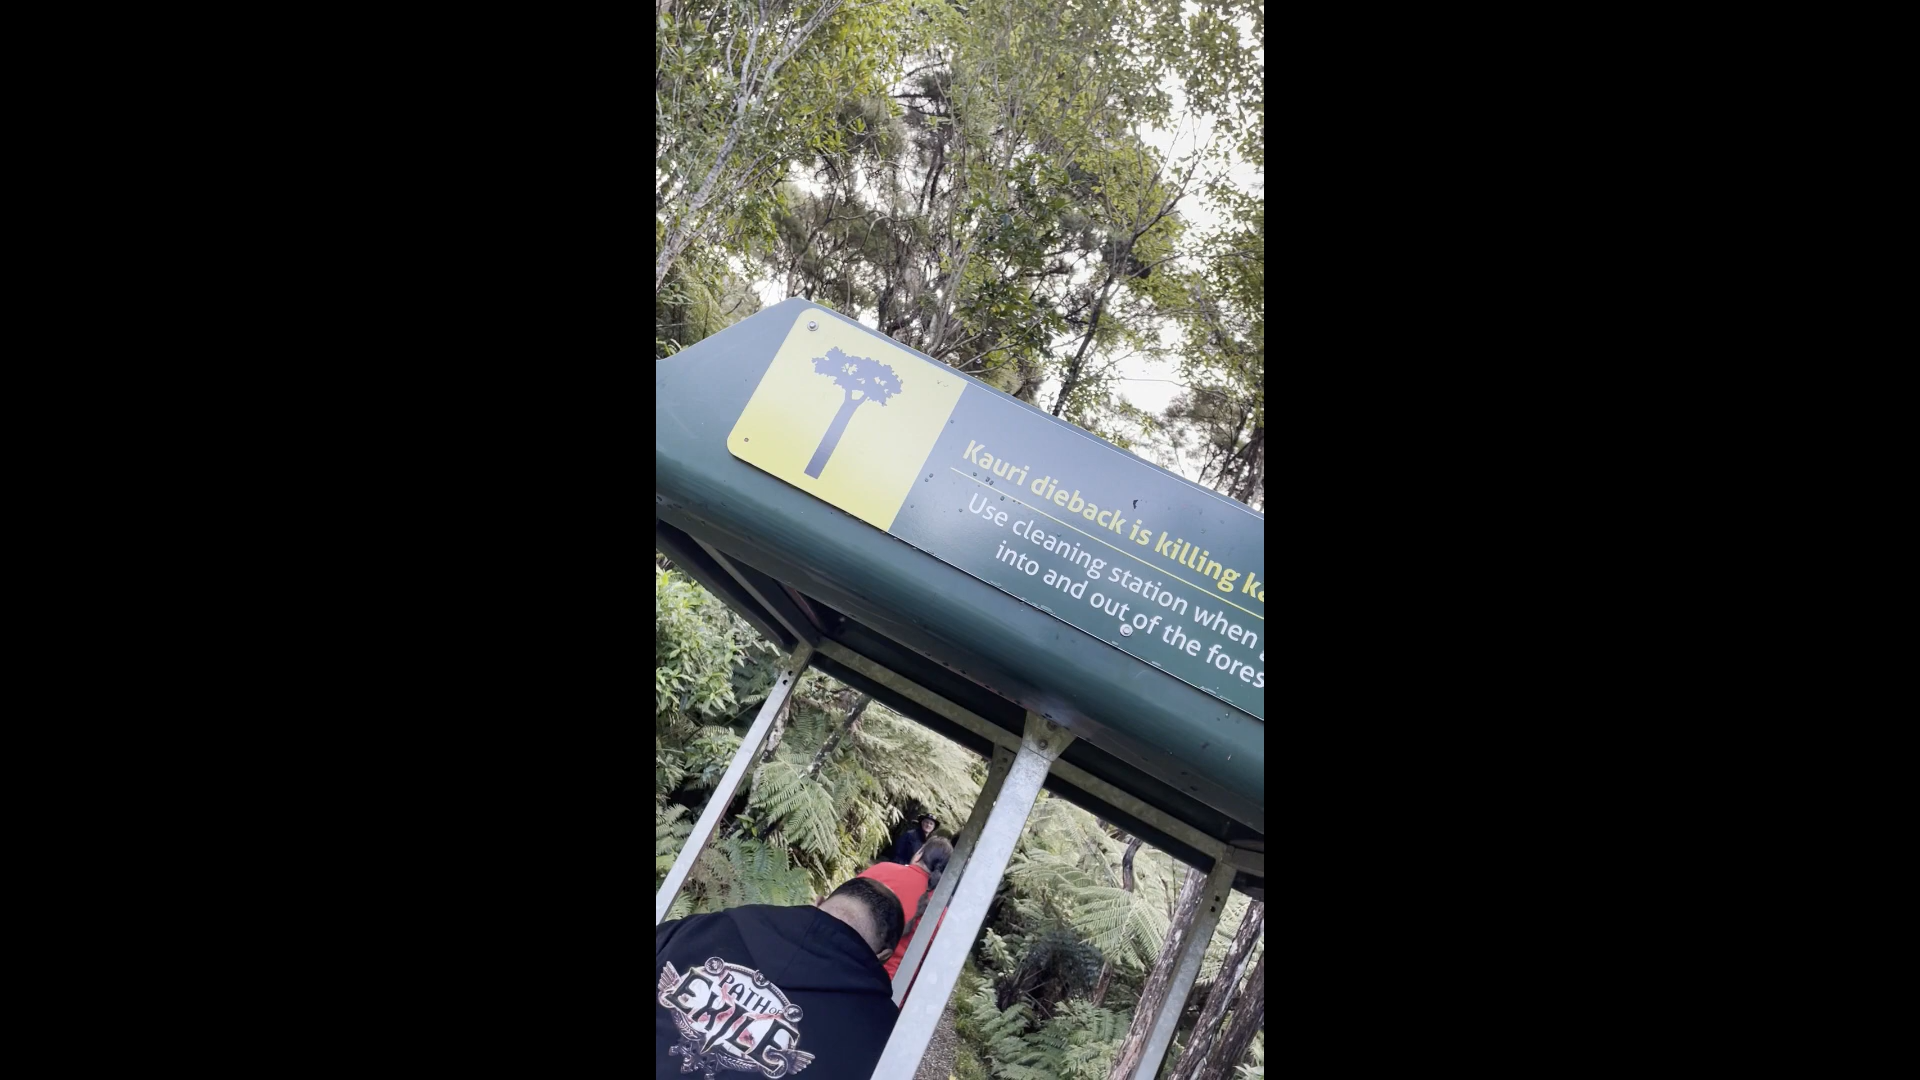 Kauri dieback is killing
Use cleaning station when
into and out of the
PATH OF
EXILE